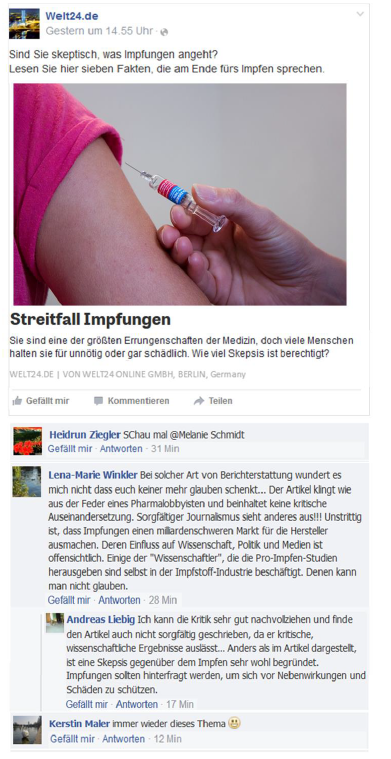 Welt24.de
Gestern um 14.55 Uhr ·
Sind Sie skeptisch, was Impfungen angeht?
Lesen Sie hier sieben Fakten, die am Ende fürs Impfen sprechen.
Streitfall Impfungen
Sie sind eine der größten Errungenschaften der Medizin, doch viele Menschen
halten sie für unnötig oder gar schädlich. Wie viel Skepsis ist berechtigt?
WELT24.DE | VON WELT24 ONLINE GMBH, BERLIN, Germany
Gefällt mir Kommentieren Teilen
Heidrun Ziegler SChau mal @Melanie Schmidt
Gefällt mir · Antworten · 31 Min
Lena-Marie Winkler Bei solcher Art von Berichterstattung wundert es
mich nicht dass euch keiner mehr glauben schenkt... Der Artikel klingt wie
aus der Feder eines Pharmalobbyisten und beinhaltet keine kritische
Auseinandersetzung. Sorgfältiger Journalismus sieht anderes aus!!! Unstrittig
ist, dass Impfungen einen miliardenschweren Markt für die Hersteller
ausmachen. Deren Einfluss auf Wissenschaft, Politik und Medien ist
offensichtlich. Einige der "Wissenschaftler", die die Pro-Impfen-Studien
herausgeben sind selbst in der Impfstoff-Industrie beschäftigt. Denen kann
man nicht glauben.
Gefällt mir · Antworten · 28 Min
Andreas Liebig Ich kann die Kritik sehr gut nachvollziehen und finde
den Artikel auch nicht sorgfältig geschrieben, da er kritische,
wissenschaftliche Ergebnisse auslässt... Anders als im Artikel dargestellt,
ist eine Skepsis gegenüber dem Impfen sehr wohl begründet.
Impfungen sollten hinterfragt werden, um sich vor Nebenwirkungen und
Schäden zu schützen.
Gefällt mir · Antworten · 17 Min
Kerstin Maler immer wieder dieses Thema
Gefällt mir · Antworten · 12 Min